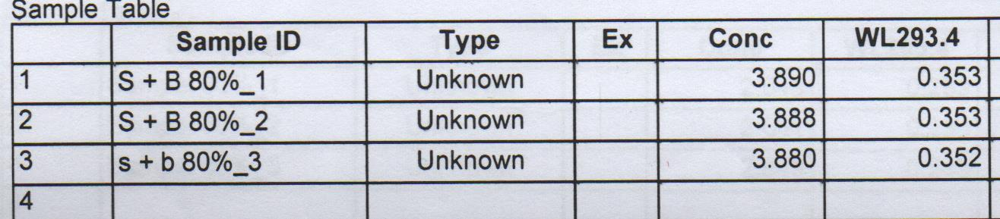 Sample Table
Sample ID Type Ex Conc WL293.4
1 S + B 80%_1 Unknown 3.890 0.353
2 S + B 80%_2 Unknown 3.888 0.353
3 s + b 80%_3 Unknown 3.880 0.352
4